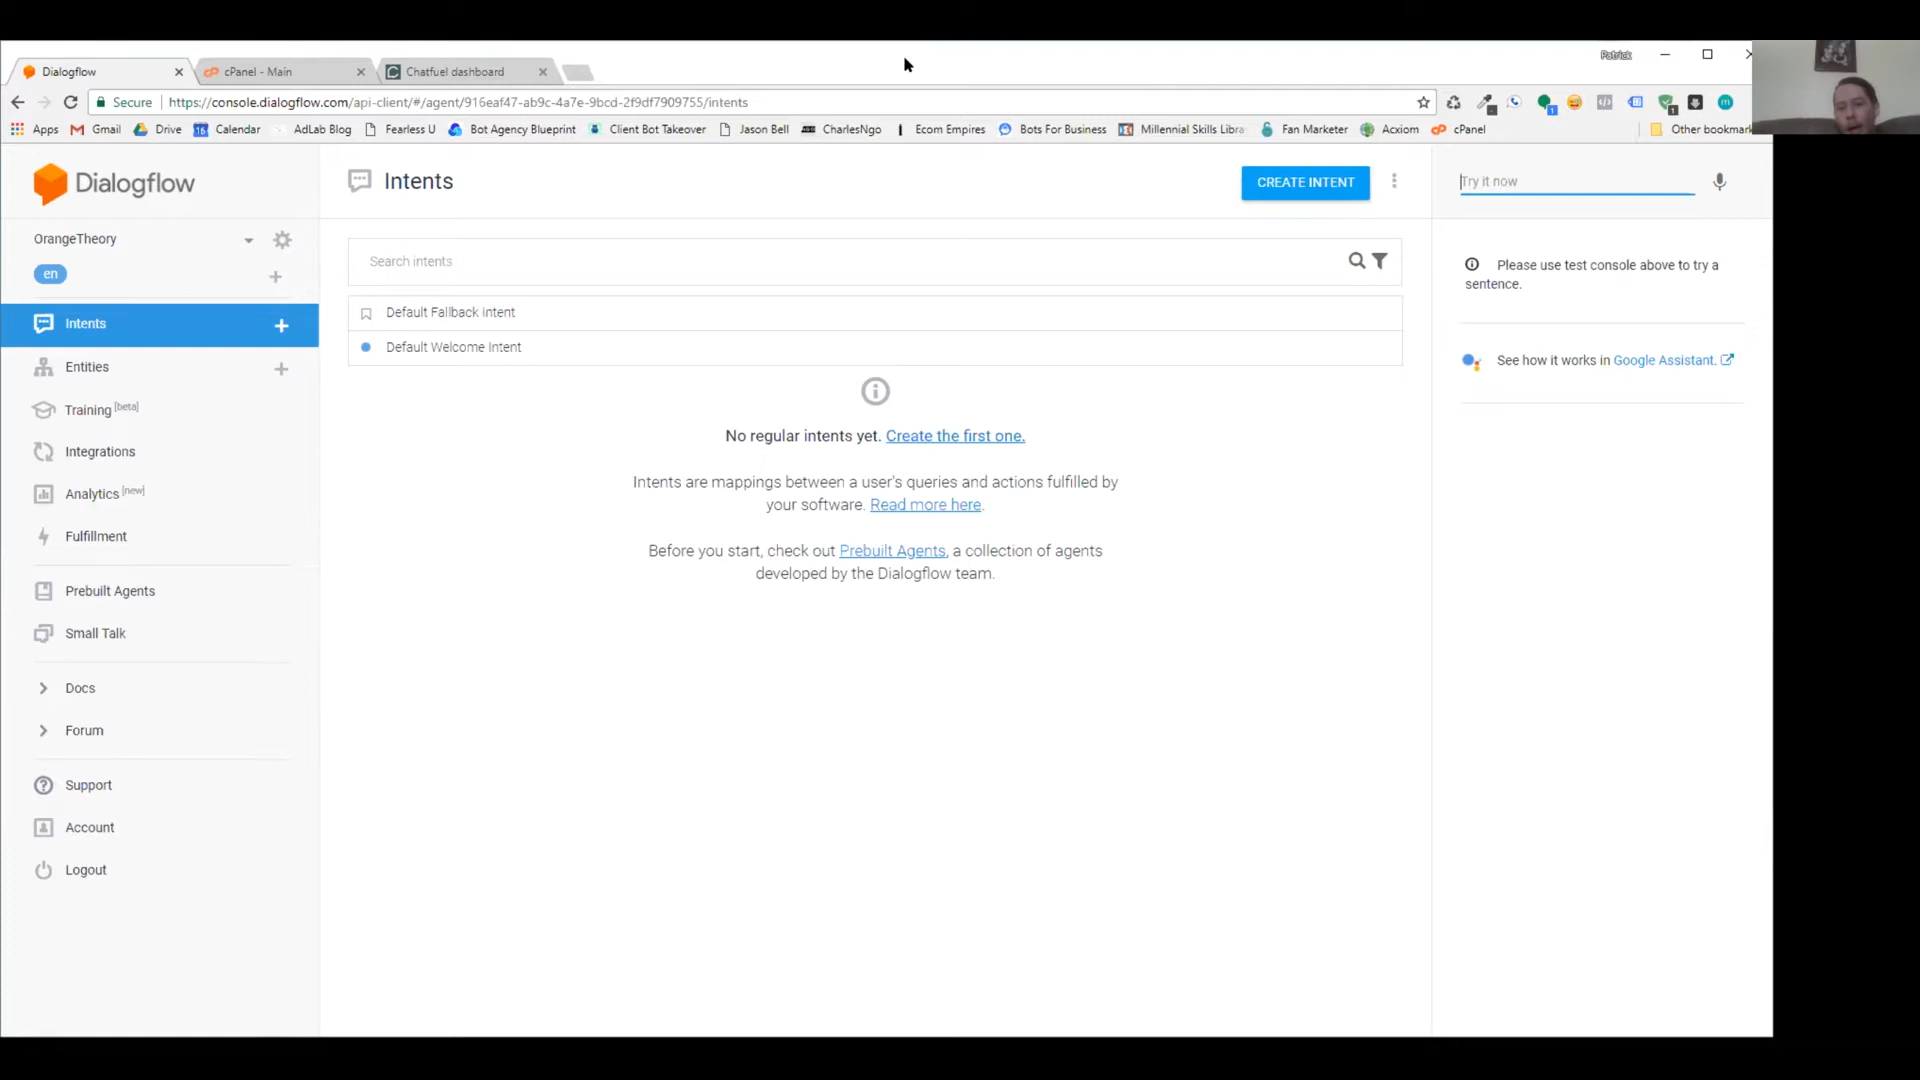 Patrick
Dialogflow
cPanel - Main
Chatfuel dashboard
Secure
https://console.dialogflow.com/api-client/#/agent/916eaf47-ab9c-4a7e-9bcd-2f9df7909755/intents
Apps
Gmail
Drive
16
Calendar
AdLab Blog
Fearless U
Bot Agency Blueprint
Client Bot Takeover
Jason Bell
CharlesNgo
Ecom Empires
Bots For Business
Millennial Skills Libra
Fan Marketer
Acxiom
cPanel
Other bookmark
Dialogflow
Intents
CREATE INTENT
Try it now
OrangeTheory
en
Search intents
Please use test console above to try a
sentence.
Intents
Default Fallback Intent
Default Welcome Intent
Entities
See how it works in Google Assistant.
Training [beta]
No regular intents yet. Create the first one.
Integrations
Intents are mappings between a user's queries and actions fulfilled by
your software. Read more here.
Analytics [new]
Fulfillment
Before you start, check out Prebuilt Agents, a collection of agents
developed by the Dialogflow team.
Prebuilt Agents
Small Talk
Docs
Forum
Support
Account
Logout